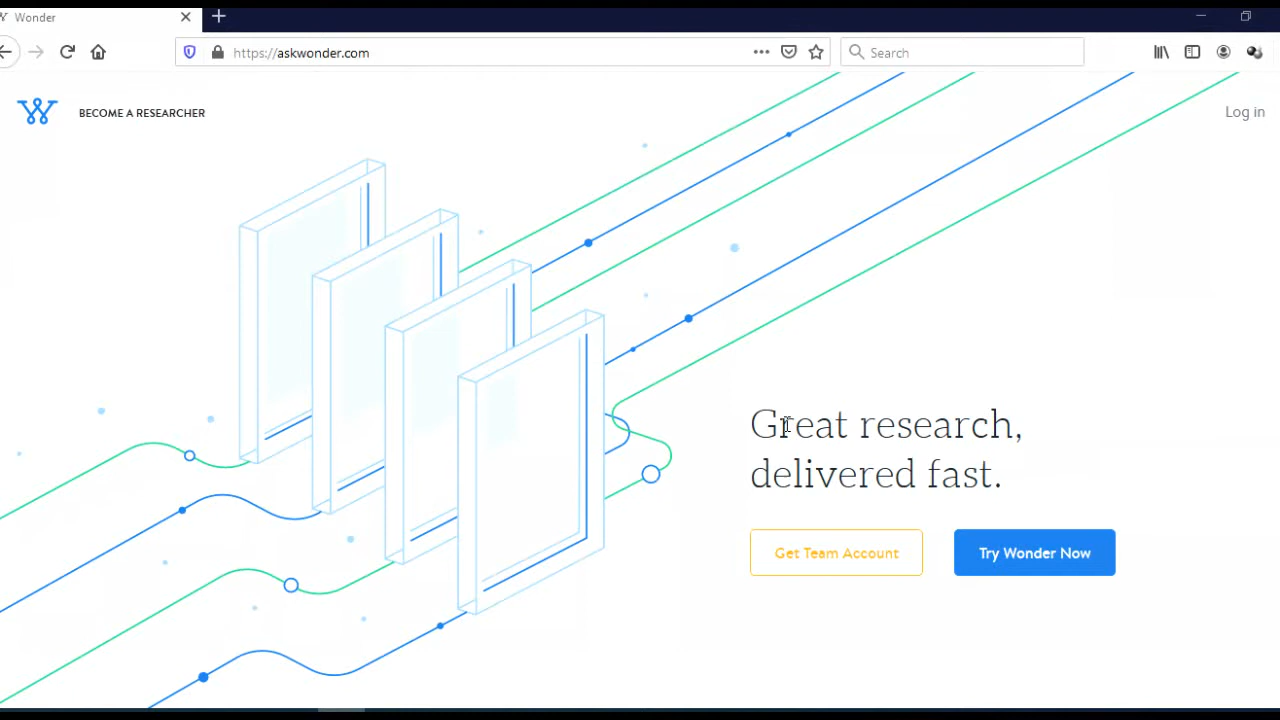 Wonder
https://askwonder.com
Search
BECOME A RESEARCHER
Log in
Great research,
delivered fast.
Get Team Account
Try Wonder Now